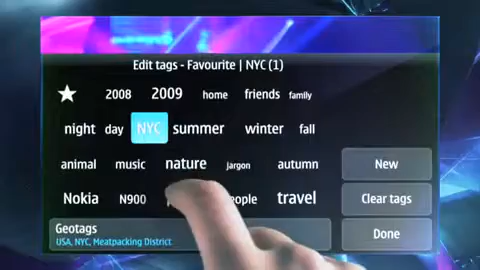 Edit tags - Favourite | NYC (1)
2008 2009 home friends family
night day NYC summer winter fall
animal music nature jargon autumn
New
Nokia N900 travel
Clear tags
Geotags
USA, NYC, Meatpacking District
Done